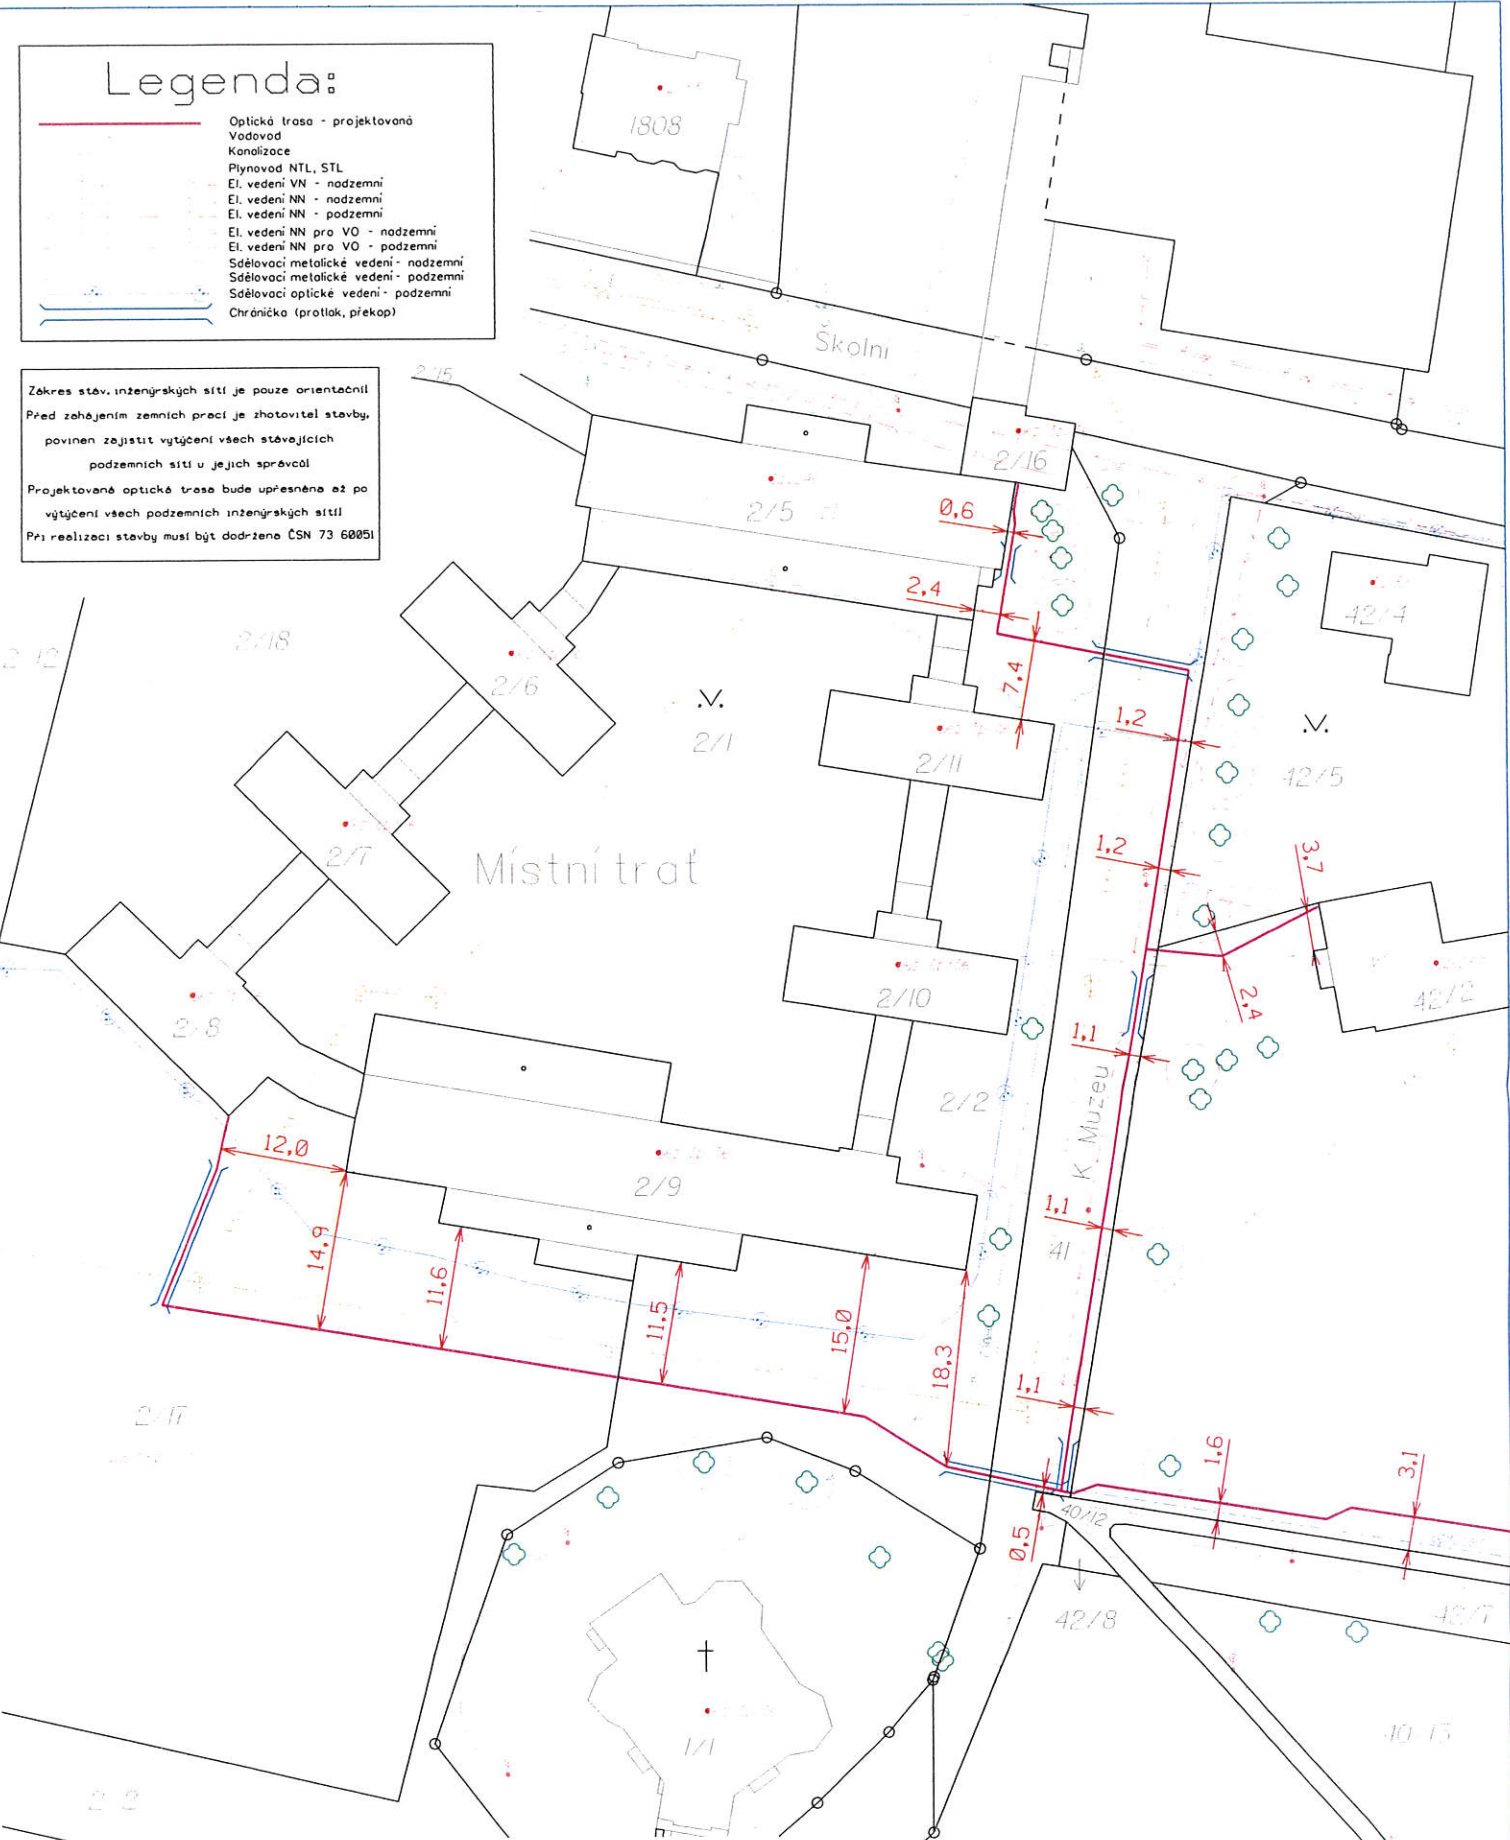 Legenda:
Optická trasa - projektovaná
Vodovod
Kanalizace
Plynovod NTL, STL
El. vedení VN - nadzemní
El. vedení NN - nadzemní
El. vedení NN - podzemní
El. vedení NN pro VO - nadzemní
El. vedení NN pro VO - podzemní
Sdělovací metalické vedení - nadzemní
Sdělovací metalické vedení - podzemní
Sdělovací optické vedení - podzemní
Chránička (protlak, překop)
Zákres stáv. inženýrských sítí je pouze orientační!
Před zahájením zemních prací je zhotovitel stavby,
povinen zajistit vytýčení všech stávajících
podzemních sítí u jejich správců!
Projektovaná optická trasa bude upřesněna až po
výtýčení všech podzemních inženýrských sítí!
Při realizaci stavby musí být dodržena ČSN 73 6005!
1808
Školní
2/15
2/16
2/5
0,6
2,4
42/4
2/12
2/18
2/6
7,4
2/1
1,2
2/11
42/5
2/7
Místní trať
1,2
3,7
2/8
2/10
2,4
42/2
1,1
2/2
K Muzeu
12,0
2/9
1,1
41
14,9
11,6
11,5
15,0
18,3
1,1
2/17
1,6
3,1
0,5
40/12
42/8
42/7
1/1
40/13
2/2